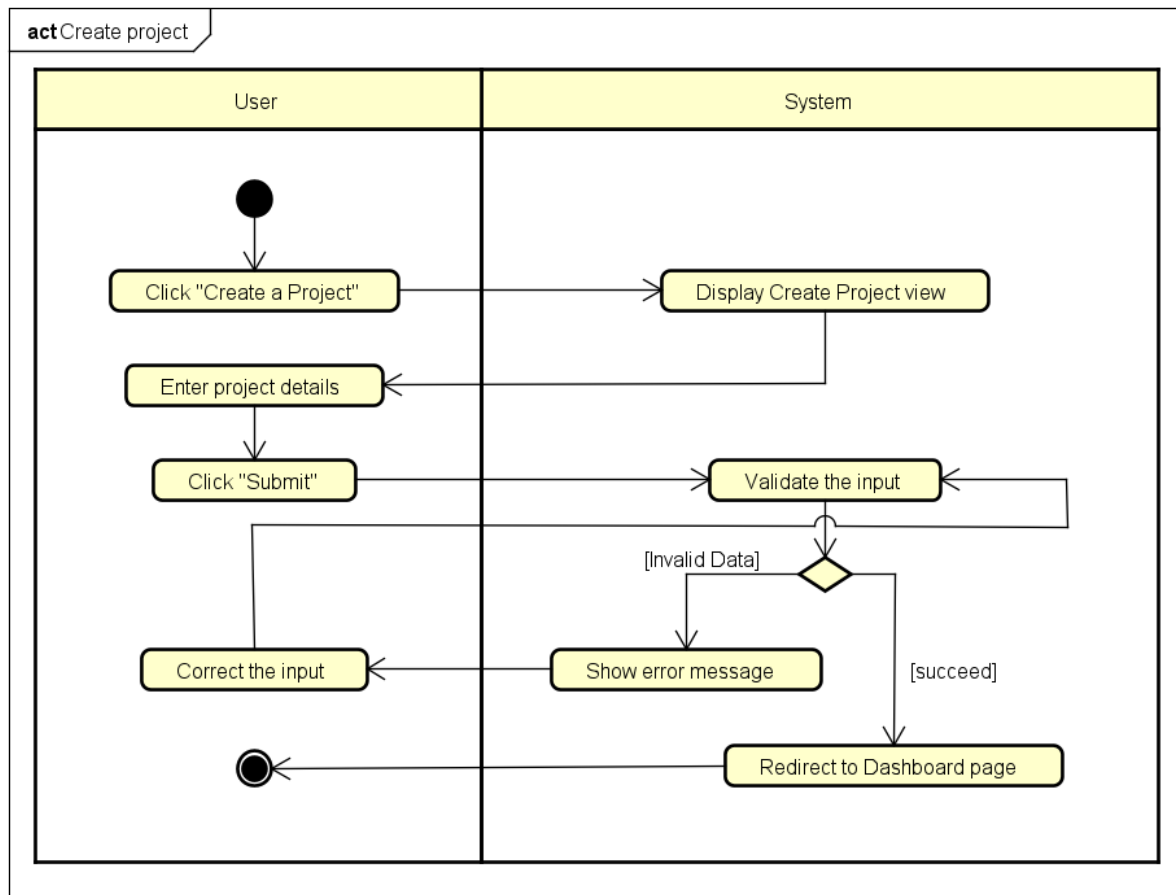 act Create project
User
System
Click "Create a Project"
Display Create Project view
Enter project details
Click "Submit"
Validate the input
[Invalid Data]
Correct the input
Show error message
[succeed]
Redirect to Dashboard page